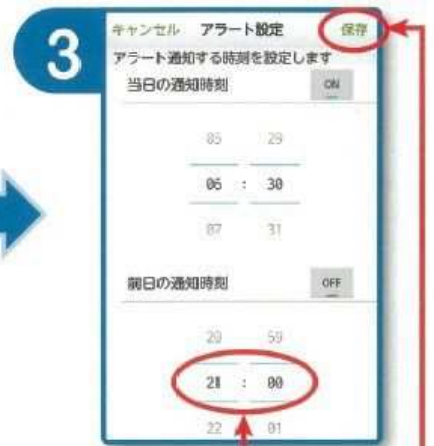 3
キャンセル アラート設定 保存
アラート通知する時刻を設定します
当日の通知時刻 ON
05 29
06 : 30
07 31
前日の通知時刻 OFF
20 59
21 : 00
22 01